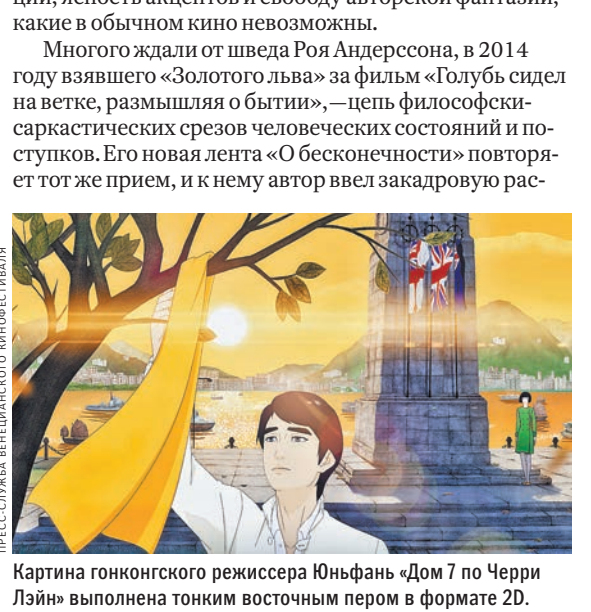 ции, ясность акцентов и свободу авторской фантазии,
какие в обычном кино невозможны.
Многого ждали от шведа Роя Андерссона, в 2014
году взявшего «Золотого льва» за фильм «Голубь сидел
на ветке, размышляя о бытии»,—цепь философски-
саркастических срезов человеческих состояний и по-
ступков. Его новая лента «О бесконечности» повторя-
ет тот же прием, и к нему автор ввел закадровую рас-
ПРЕСС-СЛУЖБА ВЕНЕЦИАНСКОГО КИНОФЕСТИВАЛЯ
Картина гонконгского режиссера Юньфань «Дом 7 по Черри
Лэйн» выполнена тонким восточным пером в формате 2D.